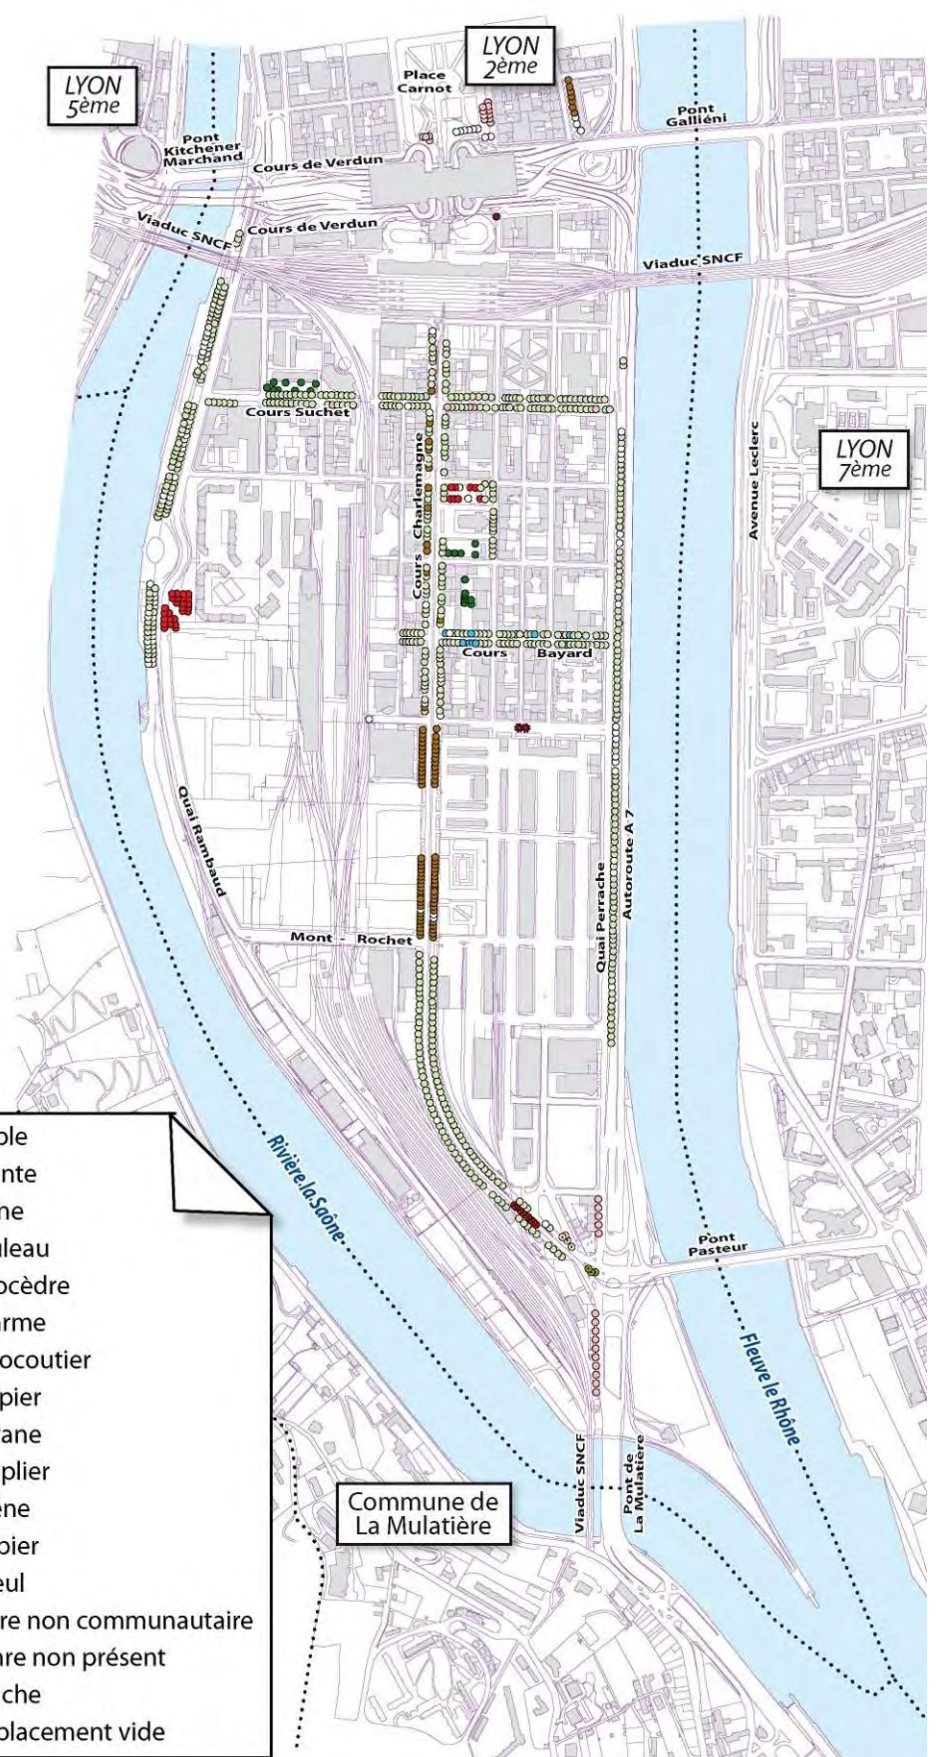 LYON
2ème
LYON
5ème
Place
Carnot
Pont
Galliéni
Pont
Kitchener
Marchand
Cours de Verdun
Viaduc SNCF
Cours de Verdun
Viaduc SNCF
Cours Suchet
Cours Charlemagne
Avenue Leclerc
LYON
7ème
Cours Bayard
Quai Rambaud
Quai Perrache
Autoroute A 7
Mont - Rochet
Rivière la Saône
Pont
Pasteur
Fleuve le Rhône
Viaduc SNCF
Pont de
La Mulatière
Commune de
La Mulatière
ble
nte
ne
uleau
ocèdre
arme
ocoutier
pier
ane
plier
ène
bier
eul
re non communautaire
nre non présent
che
placement vide